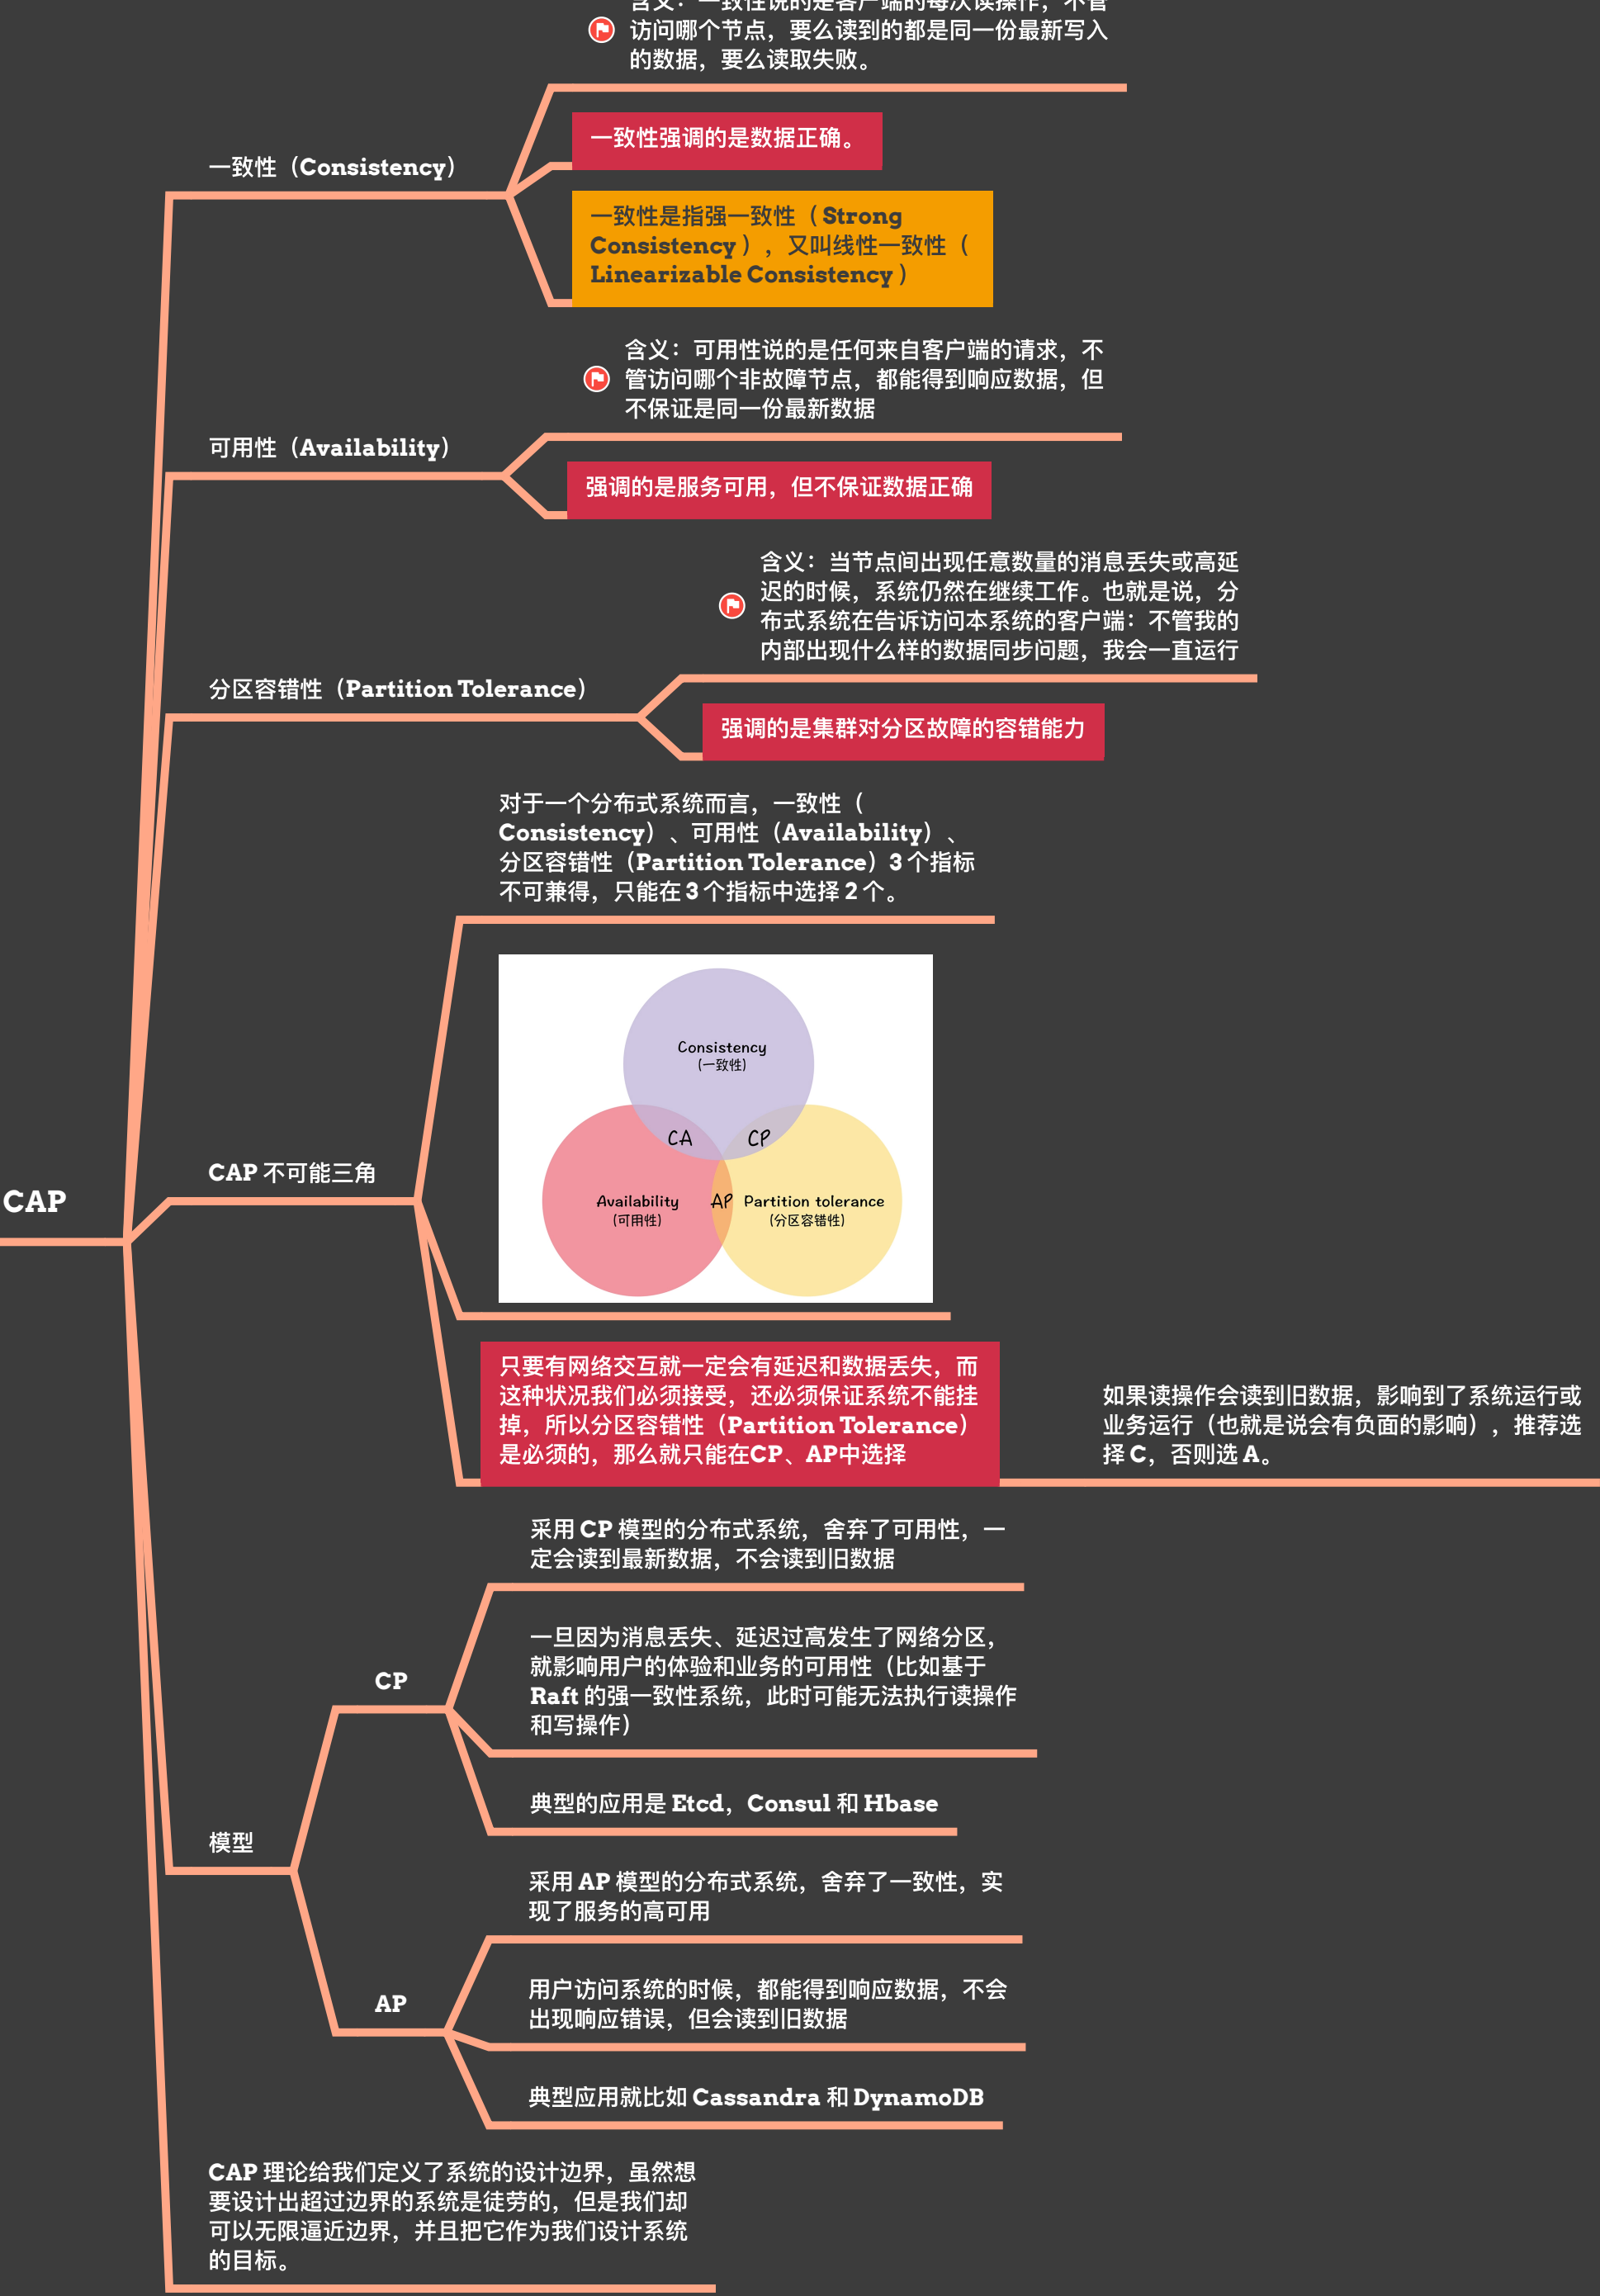 含义：一致性说的是客户端的每次读操作，不管
访问哪个节点，要么读到的都是同一份最新写入
的数据，要么读取失败。
一致性强调的是数据正确。
一致性（Consistency）
一致性是指强一致性（Strong
Consistency），又叫线性一致性（
Linearizable Consistency）
含义：可用性说的是任何来自客户端的请求，不
管访问哪个非故障节点，都能得到响应数据，但
不保证是同一份最新数据
可用性（Availability）
强调的是服务可用，但不保证数据正确
含义：当节点间出现任意数量的消息丢失或高延
迟的时候，系统仍然在继续工作。也就是说，分
布式系统在告诉访问本系统的客户端：不管我的
内部出现什么样的数据同步问题，我会一直运行
分区容错性（Partition Tolerance）
强调的是集群对分区故障的容错能力
对于一个分布式系统而言，一致性（
Consistency）、可用性（Availability）、
分区容错性（Partition Tolerance）3 个指标
不可兼得，只能在 3 个指标中选择 2 个。
Consistency
(一致性)
CA
CP
CAP 不可能三角
CAP
Availability
(可用性)
AP
Partition tolerance
(分区容错性)
只要有网络交互就一定会有延迟和数据丢失，而
这种状况我们必须接受，还必须保证系统不能挂
掉，所以分区容错性（Partition Tolerance）
是必须的，那么就只能在CP、AP中选择
如果读操作会读到旧数据，影响到了系统运行或
业务运行（也就是说会有负面的影响），推荐选
择 C，否则选 A。
采用 CP 模型的分布式系统，舍弃了可用性，一
定会读到最新数据，不会读到旧数据
一旦因为消息丢失、延迟过高发生了网络分区，
就影响用户的体验和业务的可用性（比如基于
Raft 的强一致性系统，此时可能无法执行读操作
和写操作）
CP
典型的应用是 Etcd，Consul 和 Hbase
模型
采用 AP 模型的分布式系统，舍弃了一致性，实
现了服务的高可用
用户访问系统的时候，都能得到响应数据，不会
出现响应错误，但会读到旧数据
AP
典型应用就比如 Cassandra 和 DynamoDB
CAP 理论给我们定义了系统的设计边界，虽然想
要设计出超过边界的系统是徒劳的，但是我们却
可以无限逼近边界，并且把它作为我们设计系统
的目标。